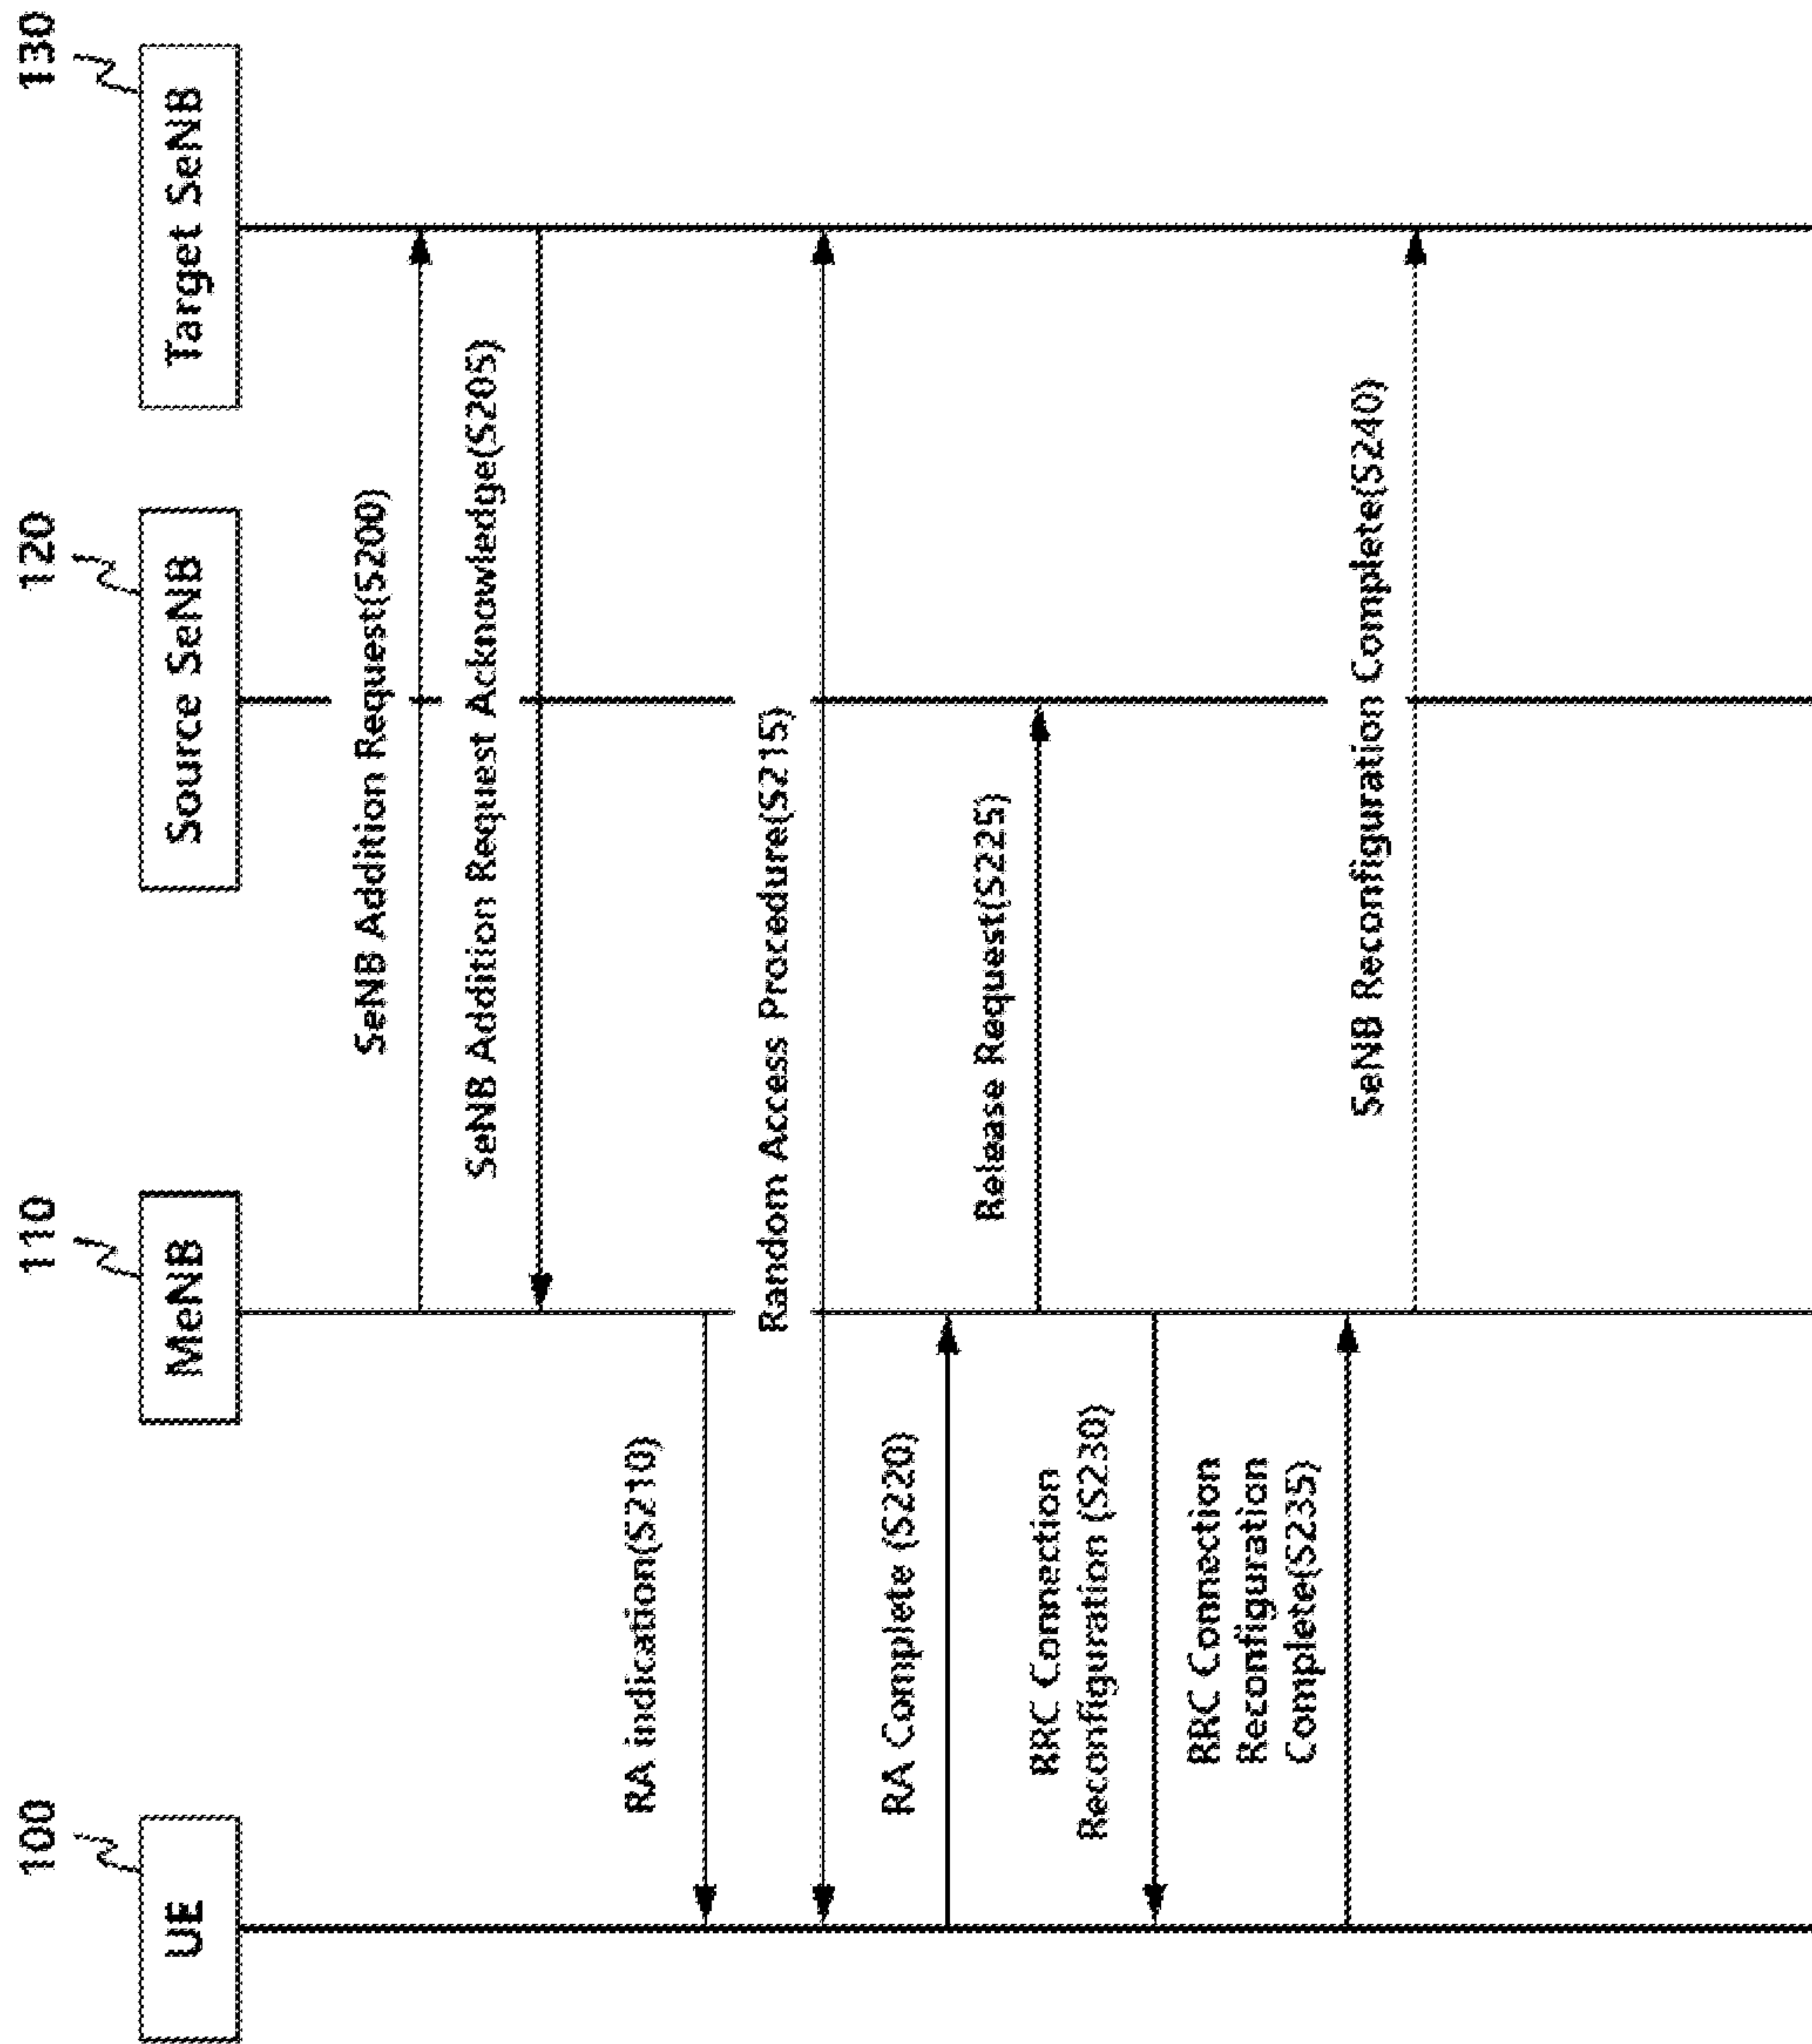 100
110
120
130
UE
MeNB
Source SeNB
Target SeNB
SeNB Addition Request(S200)
SeNB Addition Request Acknowledge(S205)
RA indication(S210)
Random Access Procedure(S215)
RA Complete (S220)
Release Request(S225)
RRC Connection
Reconfiguration (S230)
RRC Connection
Reconfiguration
Complete(S235)
SeNB Reconfiguration Complete(S240)